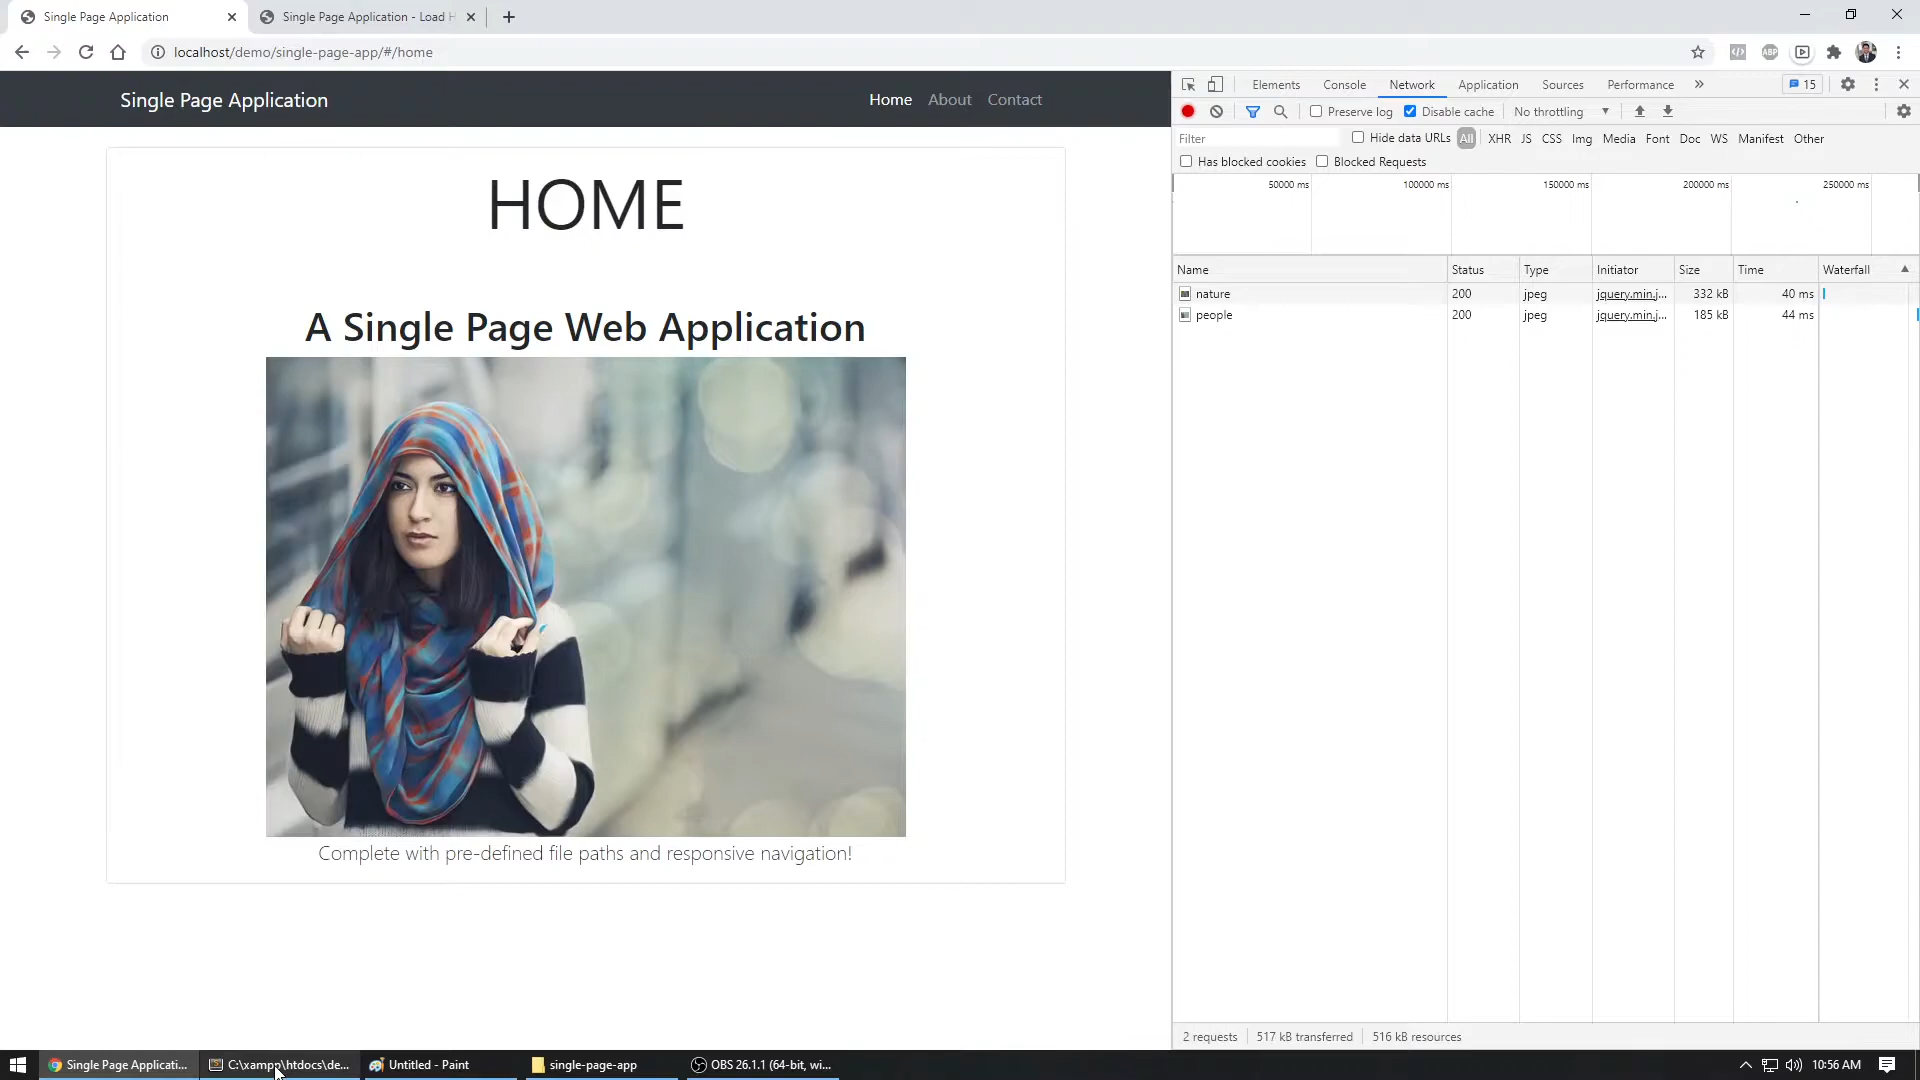 Single Page Application
Single Page Application - Load H
localhost/demo/single-page-app/#/home
ABP
Single Page Application
Home About Contact
HOME
A Single Page Web Application
Complete with pre-defined file paths and responsive navigation!
Elements Console Network Application Sources Performance » 15
Preserve log Disable cache No throttling
Filter Hide data URLs All XHR JS CSS Img Media Font Doc WS Manifest Other
Has blocked cookies Blocked Requests
50000 ms 100000 ms 150000 ms 200000 ms 250000 ms
Name Status Type Initiator Size Time Waterfall
nature 200 jpeg jquery.min.j... 332 kB 40 ms
people 200 jpeg jquery.min.j... 185 kB 44 ms
2 requests 517 kB transferred 516 kB resources
Single Page Applicati... C:\xampp\htdocs\de... Untitled - Paint single-page-app OBS 26.1.1 (64-bit, wi... 10:56 AM